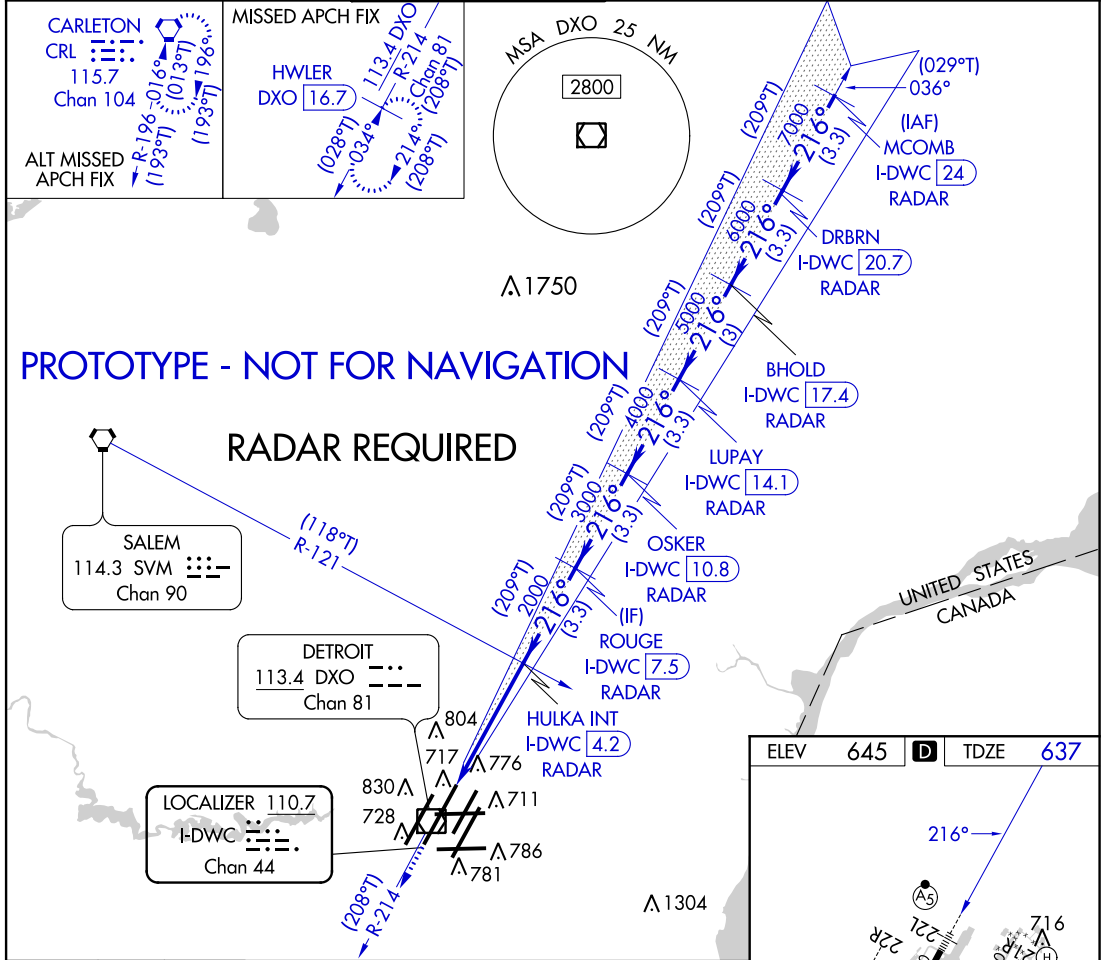 CARLETON
CRL
115.7
Chan 104
R-196
016°
(013°T)
196°
(193°T)
(193°T)
ALT MISSED
APCH FIX
MISSED APCH FIX
HWLER
DXO 16.7
113.4 DXO
R-214
Chan 81
(208°T)
(028°T)
034°
214°
(208°T)
MSA DXO 25 NM
2800
(029°T)
036°
(209°T)
7000
216°
(3.3)
(IAF)
MCOMB
I-DWC 24
RADAR
(209°T)
6000
216°
(3.3)
DRBRN
I-DWC 20.7
RADAR
1750
(209°T)
5000
216°
(3)
BHOLD
I-DWC 17.4
RADAR
PROTOTYPE - NOT FOR NAVIGATION
(209°T)
4000
216°
(3.3)
LUPAY
I-DWC 14.1
RADAR
RADAR REQUIRED
(209°T)
3000
216°
(3.3)
OSKER
I-DWC 10.8
RADAR
SALEM
114.3 SVM
Chan 90
(118°T)
R-121
(209°T)
2000
216°
(3.3)
(IF)
ROUGE
I-DWC 7.5
RADAR
UNITED STATES
CANADA
DETROIT
113.4 DXO
Chan 81
HULKA INT
I-DWC 4.2
RADAR
804
717
776
830
711
728
786
781
LOCALIZER 110.7
I-DWC
Chan 44
(208°T)
R-214
1304
ELEV 645 D TDZE 637
216°
A5
22R
22L
716
H